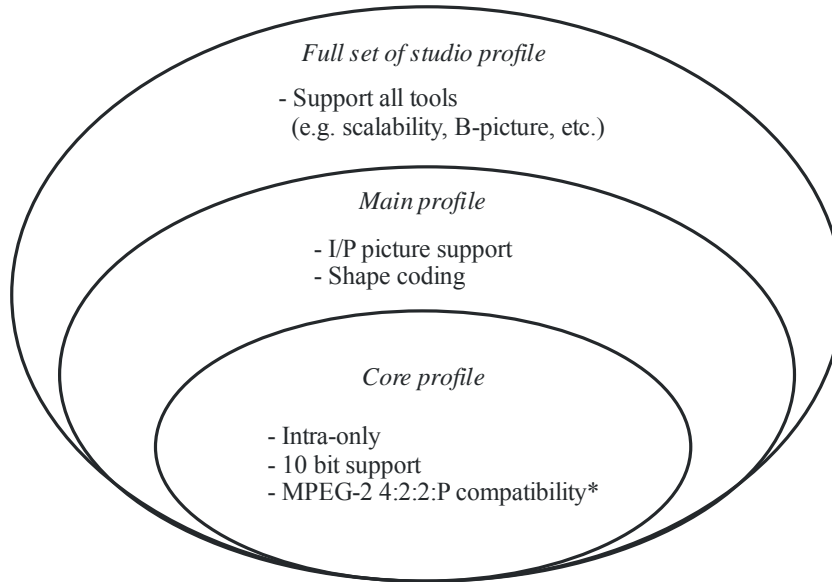 Full set of studio profile
- Support all tools
(e.g. scalability, B-picture, etc.)
Main profile
- I/P picture support
- Shape coding
Core profile
- Intra-only
- 10 bit support
- MPEG-2 4:2:2:P compatibility*